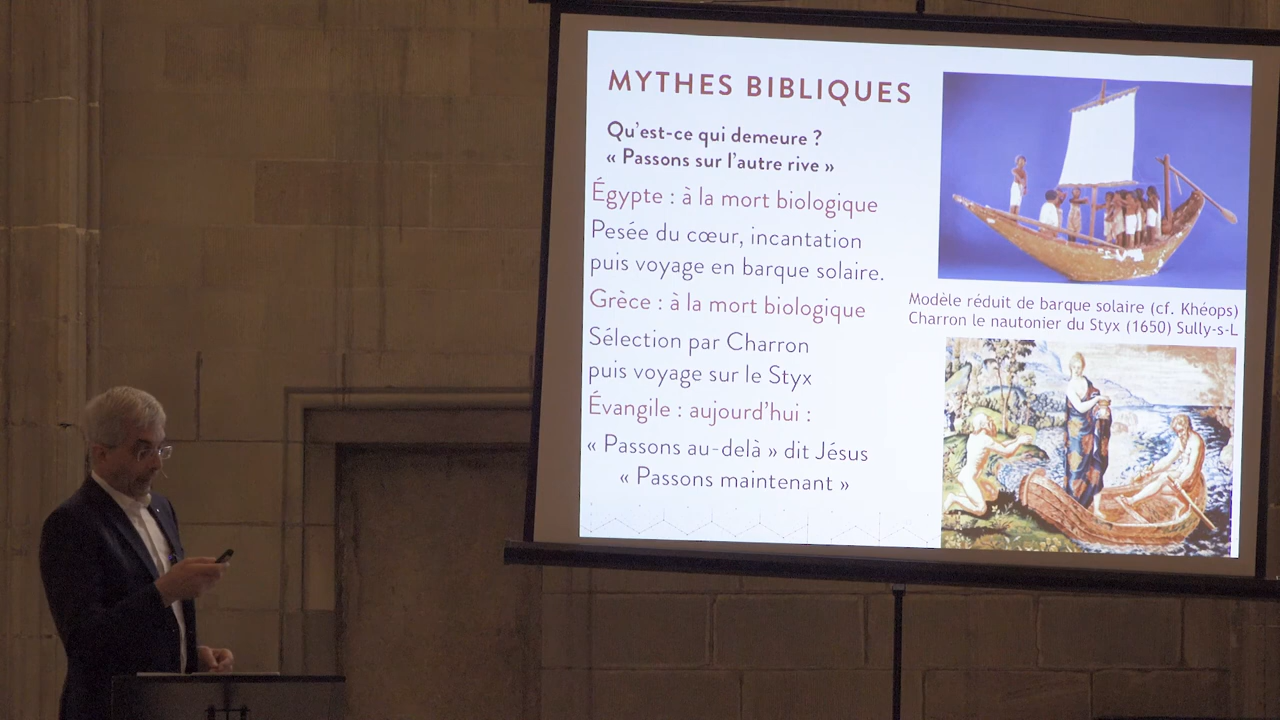 MYTHES BIBLIQUES
Qu'est-ce qui demeure ?
« Passons sur l'autre rive »
Égypte : à la mort biologique
Pesée du cœur, incantation
puis voyage en barque solaire.
Grèce : à la mort biologique
Sélection par Charron
puis voyage sur le Styx
Évangile : aujourd'hui :
« Passons au-delà » dit Jésus
« Passons maintenant »
Modèle réduit de barque solaire (cf. Khéops)
Charron le nautonier du Styx (1650) Sully-s-L